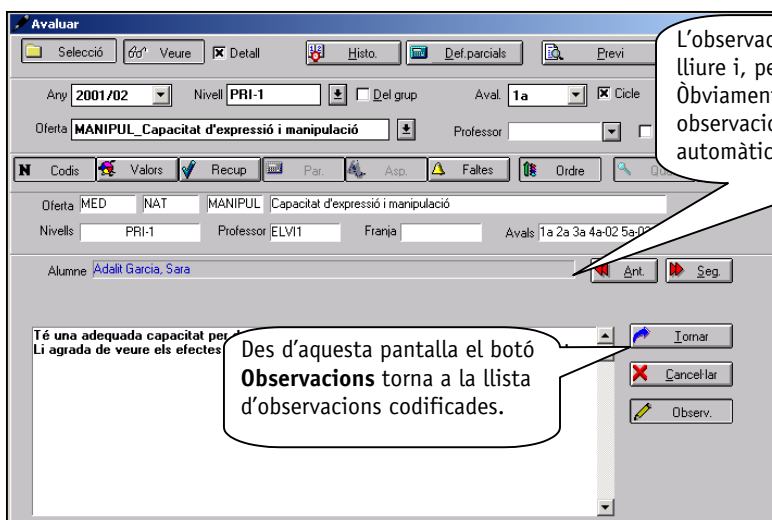 Avaluar
Selecció Veure Detall Histo. Def.parcials Previ
L'observac
lliure i, pe
Òbviament
observacio
automàtic
Any 2001/02 Nivell PRI-1 Del grup Aval. 1a Cicle
Oferta MANIPUL_Capacitat d'expressió i manipulació Professor
N Codis Valors Recup Par. Asp. Faltes Ordre
Oferta MED NAT MANIPUL Capacitat d'expressió i manipulació
Nivells PRI-1 Professor ELVI1 Franja Avals 1a 2a 3a 4a-02 5a-02
Alumne Adalit Garcia, Sara Ant. Seg.
Té una adequada capacitat per
Li agrada de veure els efectes
Des d'aquesta pantalla el botó
Observacions torna a la llista
d'observacions codificades.
Tornar
Cancel·lar
Observ.